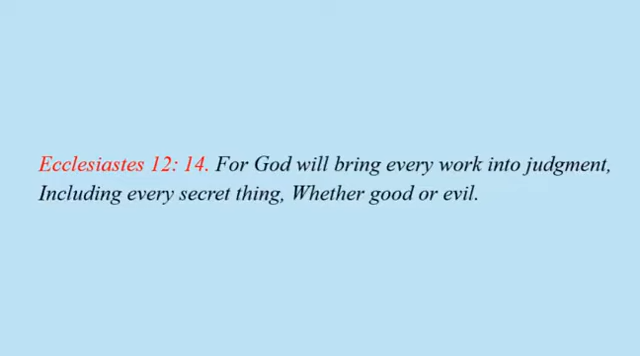 Ecclesiastes 12: 14. For God will bring every work into judgment,
Including every secret thing, Whether good or evil.